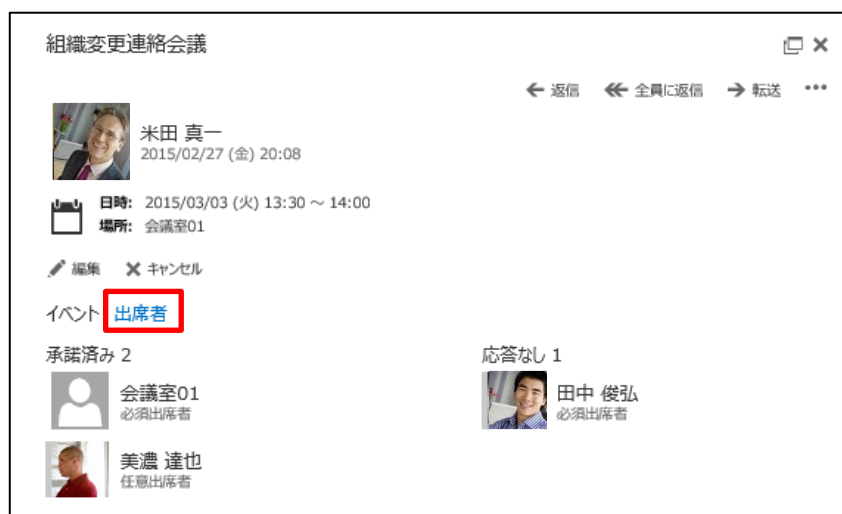 組織変更連絡会議
返信 全員に返信 転送
米田 真一
2015/02/27 (金) 20:08
日時: 2015/03/03 (火) 13:30 ～ 14:00
場所: 会議室01
編集 キャンセル
イベント 出席者
承諾済み 2
会議室01
必須出席者
美濃 達也
任意出席者
応答なし 1
田中 俊弘
必須出席者